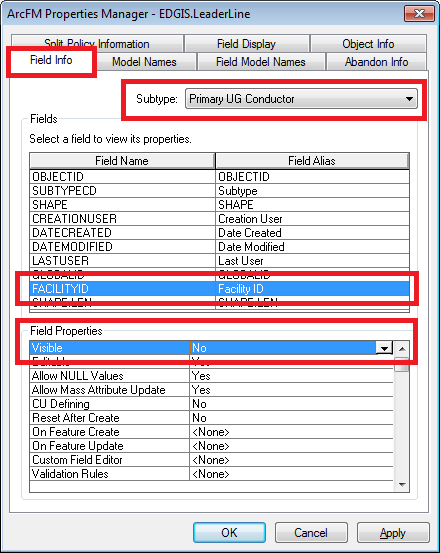 ArcFM Properties Manager - EDGIS.LeaderLine
Split Policy Information Field Display Object Info
Field Info Model Names Field Model Names Abandon Info
Subtype: Primary UG Conductor
Fields
Select a field to view its properties.
Field Name Field Alias
OBJECTID OBJECTID
SUBTYPECD Subtype
SHAPE SHAPE
CREATIONUSER Creation User
DATECREATED Date Created
DATEMODIFIED Date Modified
LASTUSER Last User
GLOBALID GLOBALID
FACILITYID Facility ID
SHAPE.LEN SHAPE.LEN
Field Properties
Visible No
Editable Yes
Allow NULL Values Yes
Allow Mass Attribute Update Yes
CU Defining No
Reset After Create No
On Feature Create <None>
On Feature Update <None>
Custom Field Editor <None>
Validation Rules <None>
OK Cancel Apply